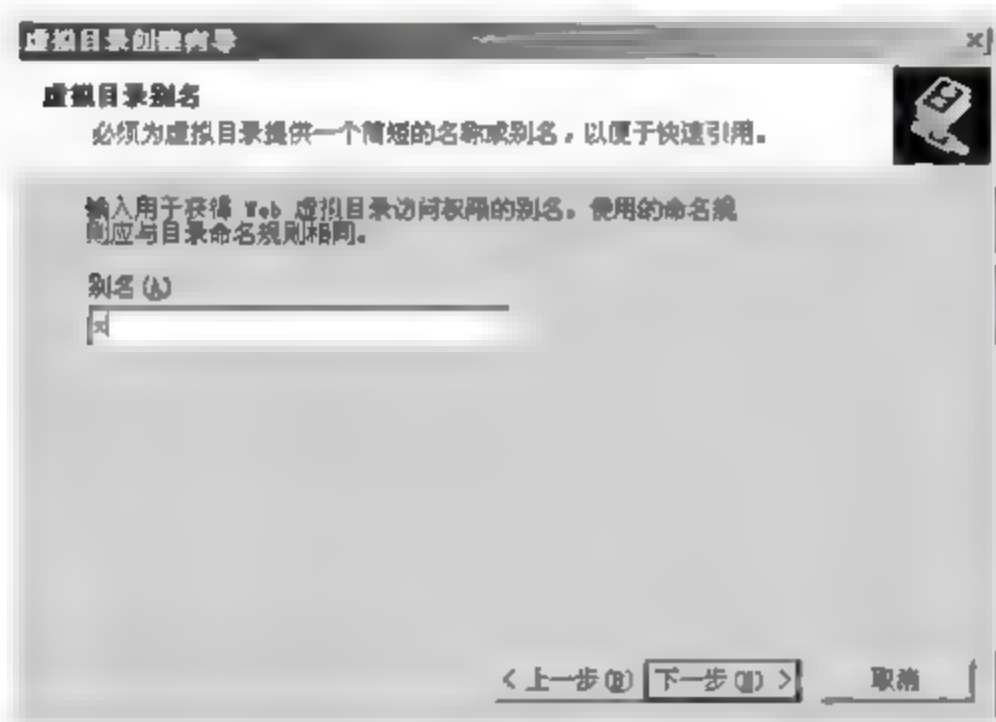 虚拟目录创建向导
虚拟目录别名
必须为虚拟目录提供一个简短的名称或别名，以便于快速引用。
输入用于获得 Web 虚拟目录访问权限的别名。使用的命名规
则应与目录命名规则相同。
别名(A)
x
< 上一步(B) 下一步(N) > 取消